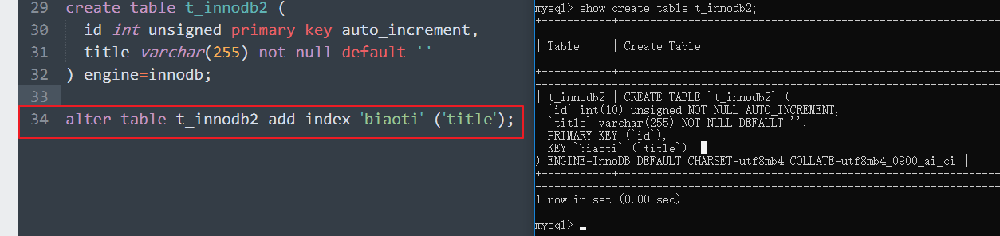 29 create table t_innodb2 (
30 id int unsigned primary key auto_increment,
31 title varchar(255) not null default ''
32 ) engine=innodb;
33
34 alter table t_innodb2 add index 'biaoti' ('title');
mysql> show create table t_innodb2;
| Table | Create Table
| t_innodb2 | CREATE TABLE `t_innodb2` (
`id` int(10) unsigned NOT NULL AUTO_INCREMENT,
`title` varchar(255) NOT NULL DEFAULT '',
PRIMARY KEY (`id`),
KEY `biaoti` (`title`)
) ENGINE=InnoDB DEFAULT CHARSET=utf8mb4 COLLATE=utf8mb4_0900_ai_ci |
1 row in set (0.00 sec)
mysql> _